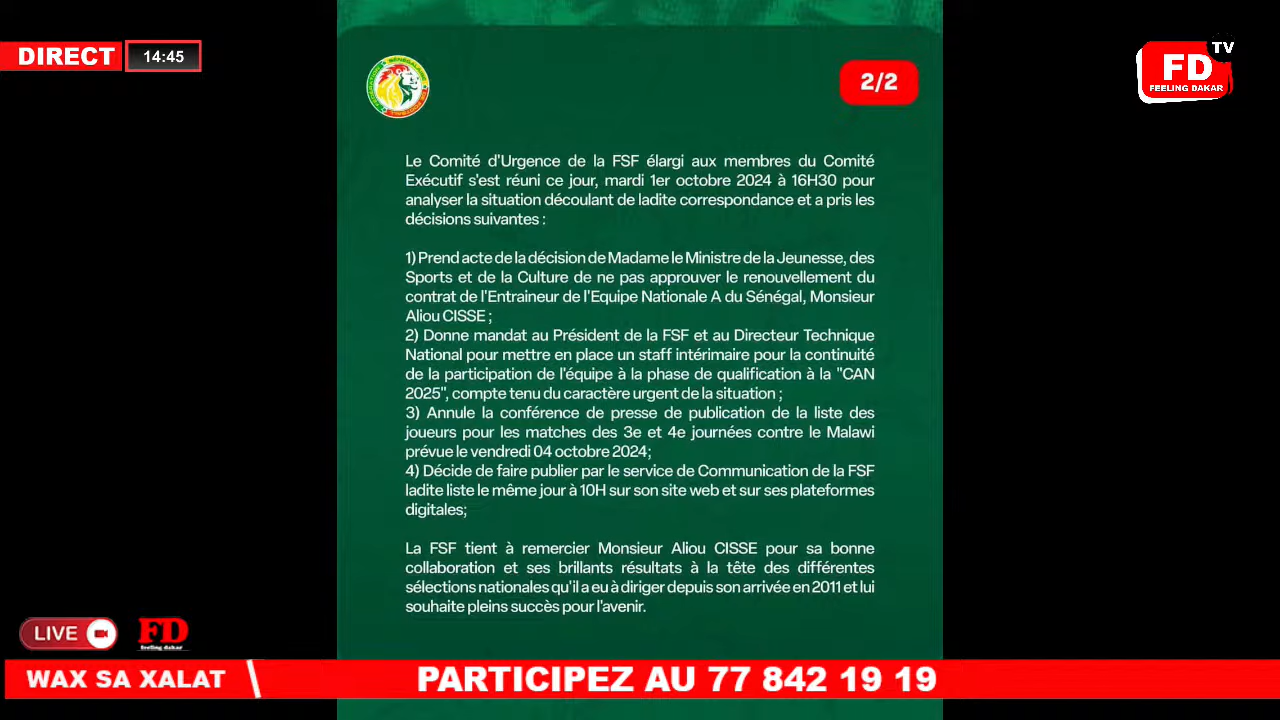 DIRECT
14:45
TV
FD
FEELING DAKAR
2/2
Le Comité d'Urgence de la FSF élargi aux membres du Comité
Exécutif s'est réuni ce jour, mardi 1er octobre 2024 à 16H30 pour
analyser la situation découlant de ladite correspondance et a pris les
décisions suivantes :
1) Prend acte de la décision de Madame le Ministre de la Jeunesse, des
Sports et de la Culture de ne pas approuver le renouvellement du
contrat de l'Entraineur de l'Equipe Nationale A du Sénégal, Monsieur
Aliou CISSE ;
2) Donne mandat au Président de la FSF et au Directeur Technique
National pour mettre en place un staff intérimaire pour la continuité
de la participation de l'équipe à la phase de qualification à la "CAN
2025", compte tenu du caractère urgent de la situation ;
3) Annule la conférence de presse de publication de la liste des
joueurs pour les matches des 3e et 4e journées contre le Malawi
prévue le vendredi 04 octobre 2024;
4) Décide de faire publier par le service de Communication de la FSF
ladite liste le même jour à 10H sur son site web et sur ses plateformes
digitales;
La FSF tient à remercier Monsieur Aliou CISSE pour sa bonne
collaboration et ses brillants résultats à la tête des différentes
sélections nationales qu'il a eu à diriger depuis son arrivée en 2011 et lui
souhaite pleins succès pour l'avenir.
LIVE
FD
feeling dakar
WAX SA XALAT
PARTICIPEZ AU 77 842 19 19